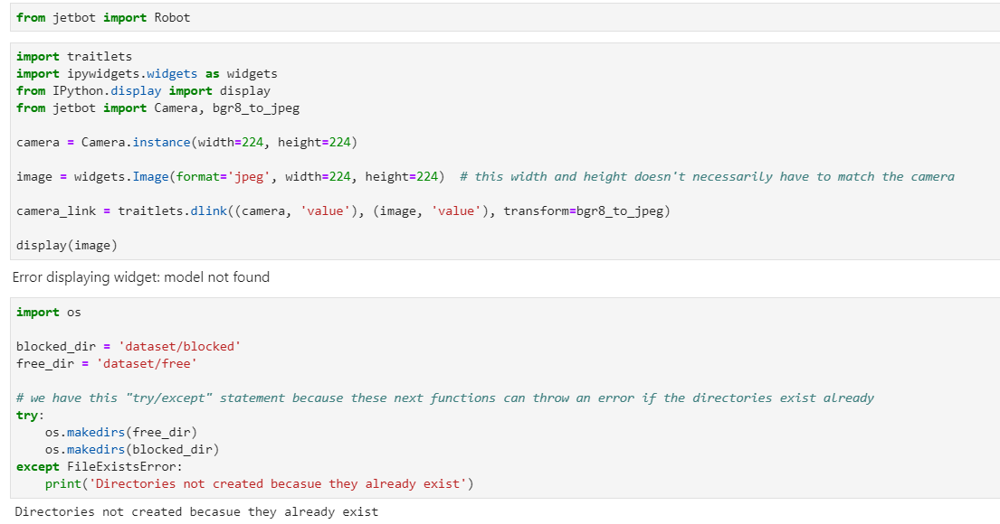 from jetbot import Robot
import traitlets
import ipywidgets.widgets as widgets
from IPython.display import display
from jetbot import Camera, bgr8_to_jpeg
camera = Camera.instance(width=224, height=224)
image = widgets.Image(format='jpeg', width=224, height=224)  # this width and height doesn't necessarily have to match the camera
camera_link = traitlets.dlink((camera, 'value'), (image, 'value'), transform=bgr8_to_jpeg)
display(image)
Error displaying widget: model not found
import os
blocked_dir = 'dataset/blocked'
free_dir = 'dataset/free'
# we have this "try/except" statement because these next functions can throw an error if the directories exist already
try:
    os.makedirs(free_dir)
    os.makedirs(blocked_dir)
except FileExistsError:
    print('Directories not created becasue they already exist')
Directories not created becasue they already exist